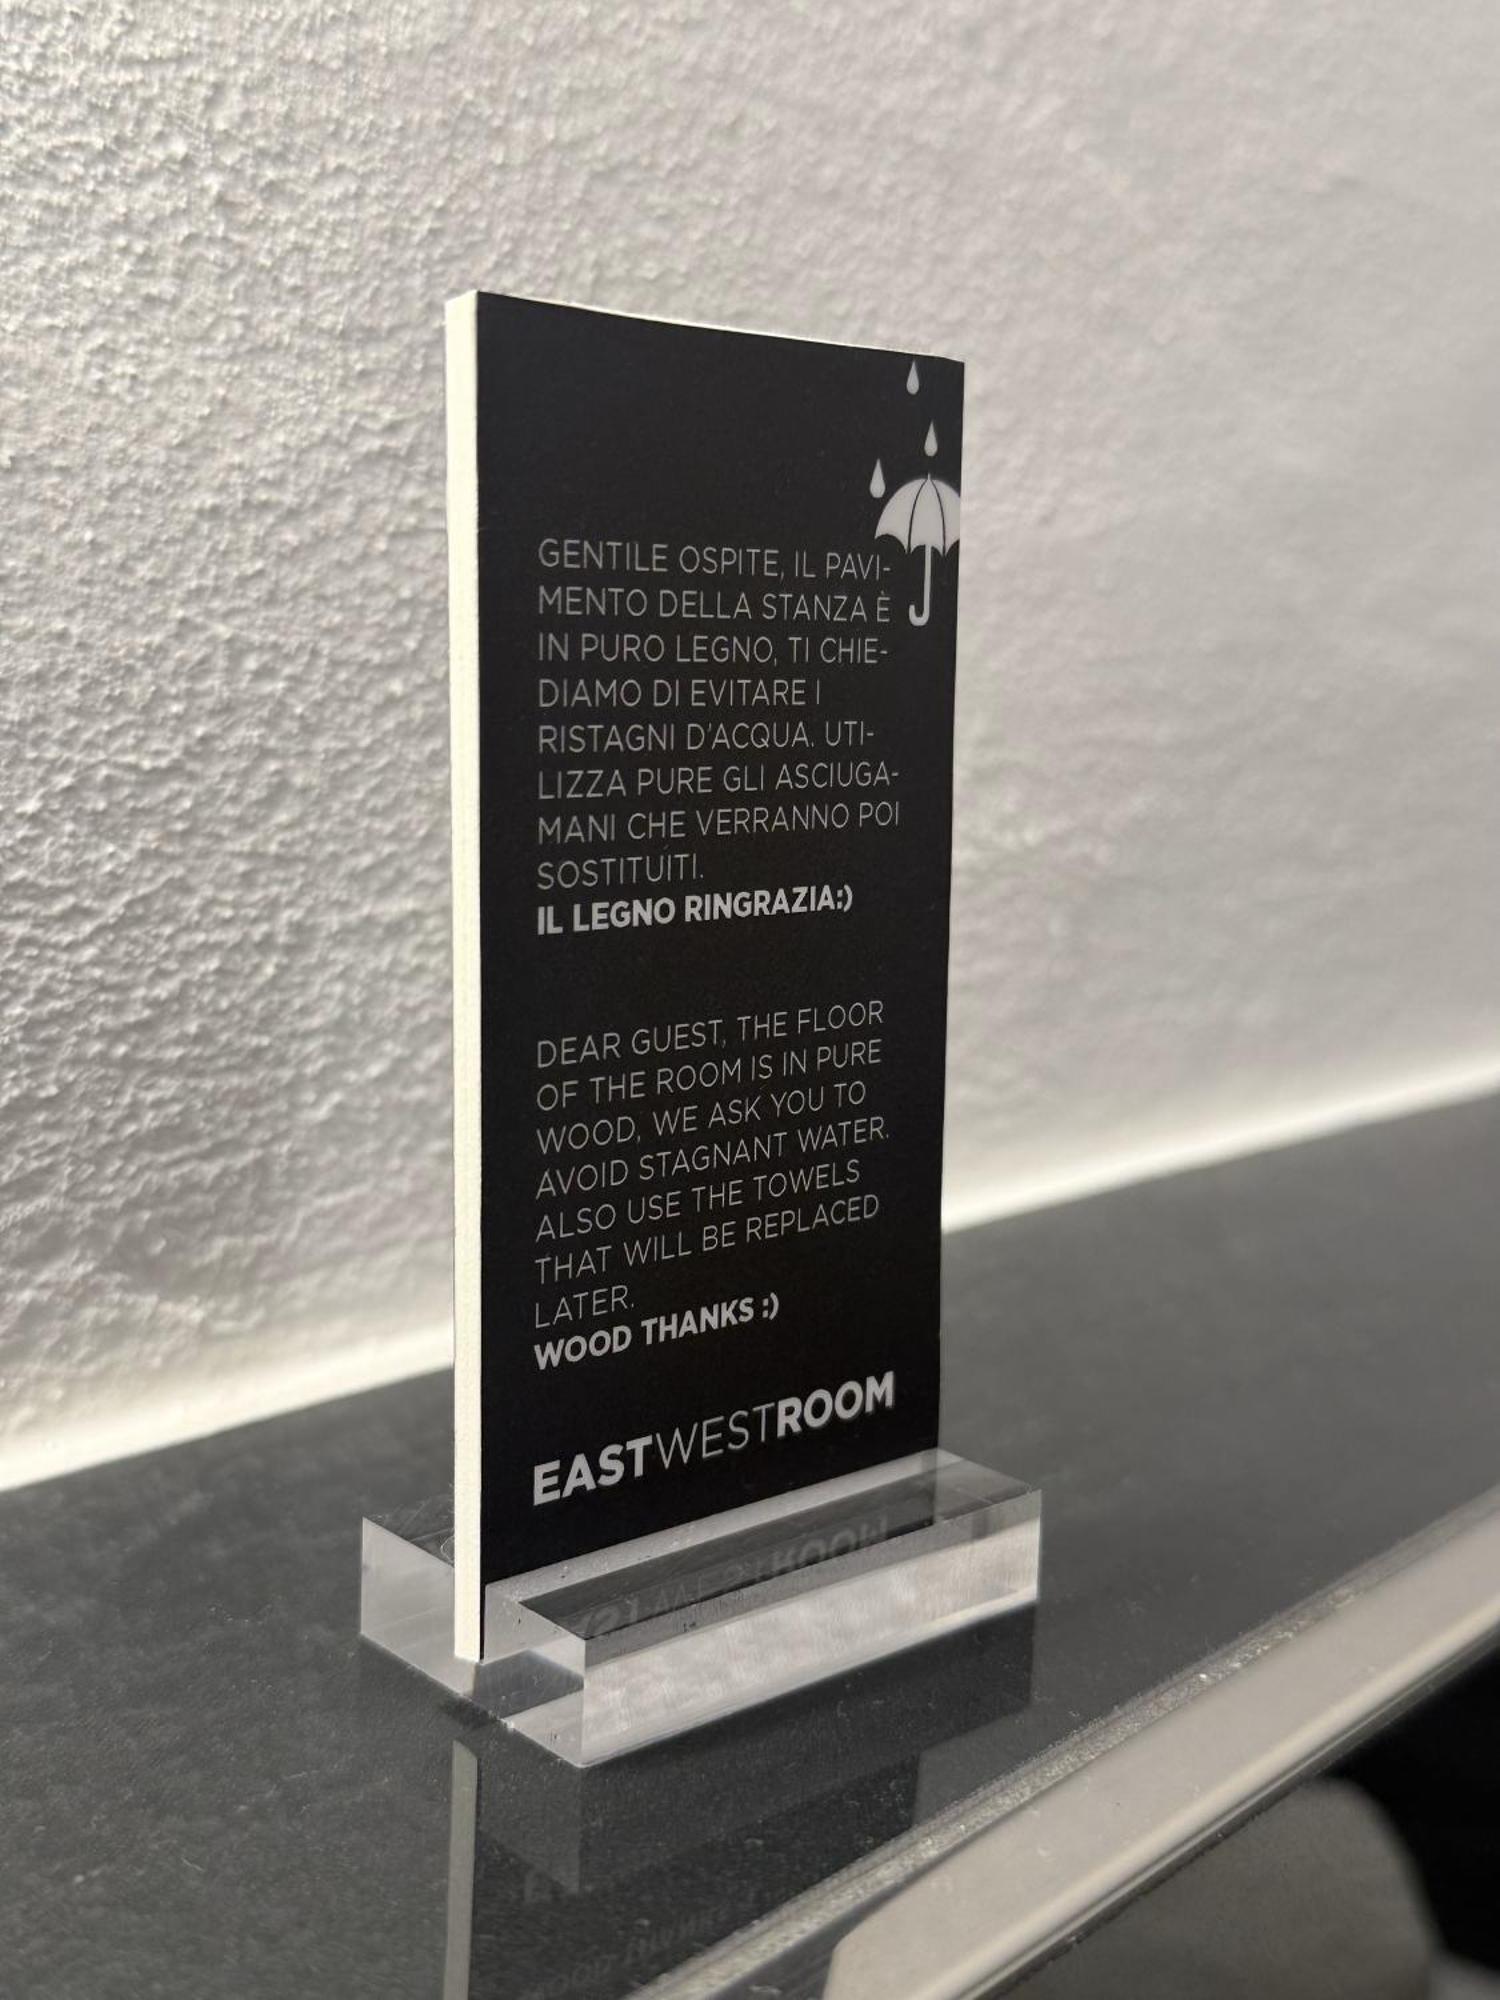 GENTILE OSPITE, IL PAVI-
MENTO DELLA STANZA È
IN PURO LEGNO, TI CHIE-
DIAMO DI EVITARE I
RISTAGNI D'ACQUA. UTI-
LIZZA PURE GLI ASCIUGA-
MANI CHE VERRANNO POI
SOSTITUITI.
IL LEGNO RINGRAZIA:)
DEAR GUEST, THE FLOOR
OF THE ROOM IS IN PURE
WOOD, WE ASK YOU TO
AVOID STAGNANT WATER.
ALSO USE THE TOWELS
THAT WILL BE REPLACED
LATER.
WOOD THANKS :)
EASTWESTROOM